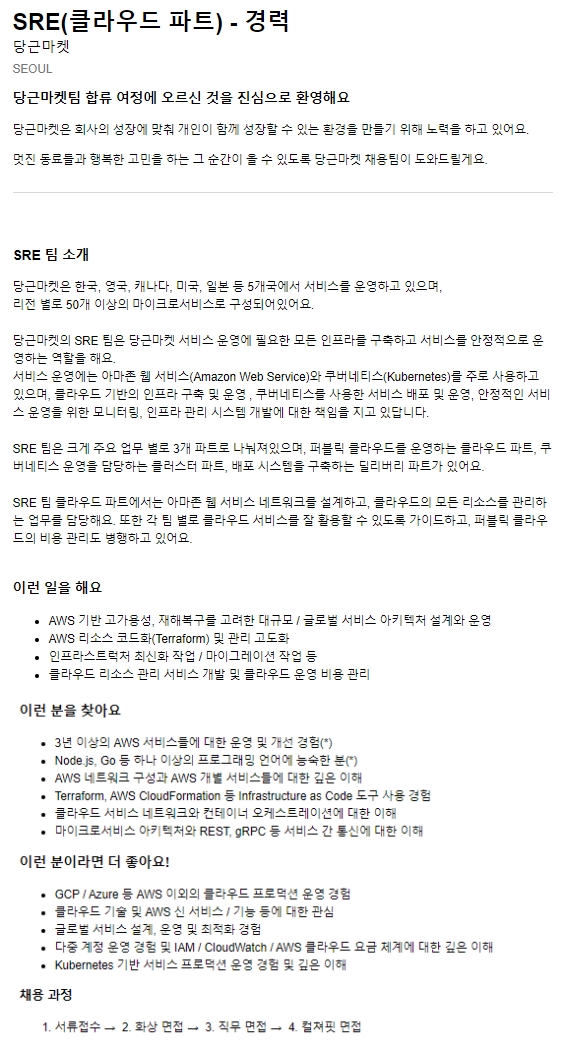 SRE(클라우드 파트) - 경력
당근마켓
SEOUL
당근마켓팀 합류 여정에 오르신 것을 진심으로 환영해요
당근마켓은 회사의 성장에 맞춰 개인이 함께 성장할 수 있는 환경을 만들기 위해 노력을 하고 있어요.
멋진 동료들과 행복한 고민을 하는 그 순간이 올 수 있도록 당근마켓 채용팀이 도와드릴게요.
SRE 팀 소개
당근마켓은 한국, 영국, 캐나다, 미국, 일본 등 5개국에서 서비스를 운영하고 있으며,
리전 별로 50개 이상의 마이크로서비스로 구성되어있어요.
당근마켓의 SRE 팀은 당근마켓 서비스 운영에 필요한 모든 인프라를 구축하고 서비스를 안정적으로 운
영하는 역할을 해요.
서비스 운영에는 아마존 웹 서비스(Amazon Web Service)와 쿠버네티스(Kubernetes)를 주로 사용하고
있으며, 클라우드 기반의 인프라 구축 및 운영 , 쿠버네티스를 사용한 서비스 배포 및 운영, 안정적인 서비
스 운영을 위한 모니터링, 인프라 관리 시스템 개발에 대한 책임을 지고 있답니다.
SRE 팀은 크게 주요 업무 별로 3개 파트로 나눠져있으며, 퍼블릭 클라우드를 운영하는 클라우드 파트, 쿠
버네티스 운영을 담당하는 클러스터 파트, 배포 시스템을 구축하는 딜리버리 파트가 있어요.
SRE 팀 클라우드 파트에서는 아마존 웹 서비스 네트워크를 설계하고, 클라우드의 모든 리소스를 관리하
는 업무를 담당해요. 또한 각 팀 별로 클라우드 서비스를 잘 활용할 수 있도록 가이드하고, 퍼블릭 클라우
드의 비용 관리도 병행하고 있어요.
이런 일을 해요
• AWS 기반 고가용성, 재해복구를 고려한 대규모 / 글로벌 서비스 아키텍처 설계와 운영
• AWS 리소스 코드화(Terraform) 및 관리 고도화
• 인프라스트럭처 최신화 작업 / 마이그레이션 작업 등
• 클라우드 리소스 관리 서비스 개발 및 클라우드 운영 비용 관리
이런 분을 찾아요
• 3년 이상의 AWS 서비스들에 대한 운영 및 개선 경험(*)
• Node.js, Go 등 하나 이상의 프로그래밍 언어에 능숙한 분(*)
• AWS 네트워크 구성과 AWS 개별 서비스들에 대한 깊은 이해
• Terraform, AWS CloudFormation 등 Infrastructure as Code 도구 사용 경험
• 클라우드 서비스 네트워크와 컨테이너 오케스트레이션에 대한 이해
• 마이크로서비스 아키텍처와 REST, gRPC 등 서비스 간 통신에 대한 이해
이런 분이라면 더 좋아요!
• GCP / Azure 등 AWS 이외의 클라우드 프로덕션 운영 경험
• 클라우드 기술 및 AWS 신 서비스 / 기능 등에 대한 관심
• 글로벌 서비스 설계, 운영 및 최적화 경험
• 다중 계정 운영 경험 및 IAM / CloudWatch / AWS 클라우드 요금 체계에 대한 깊은 이해
• Kubernetes 기반 서비스 프로덕션 운영 경험 및 깊은 이해
채용 과정
1. 서류접수 → 2. 화상 면접 → 3. 직무 면접 → 4. 컬쳐핏 면접